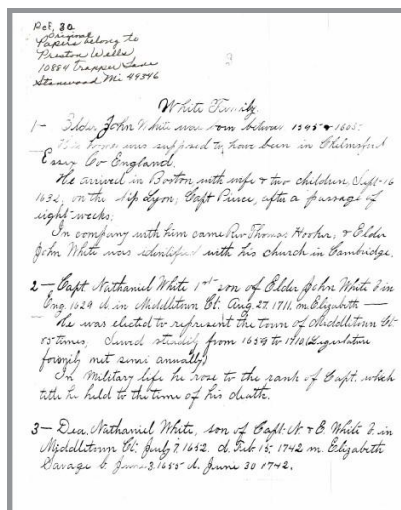 Ref. 30
Original
Papers belong to
Preston Wells
10884 Trapper Lane
Stanwood Mi 49346
3
White Family.
1 - Elder John White was born between 1595 & 1605:
His home was supposed to have been in Chelmsford
Essex Co England.
He arrived in Boston with wife & two children, Sept-16
1632, on the Ship Lyon; Capt Pierce, after a passage of
eight weeks;
In company with him came Rev Thomas Hooker, & Elder
John White was identified with his church in Cambridge.
2 - Capt Nathaniel White 1st son of Elder John White b. in
Eng. 1629 d. in Middletown Ct: Aug. 27. 1711. m. Elizabeth —
He was elected to represent the town of Middletown Ct.
85 times, Served steadily from 1659 to 1710 (Legislature
formerly met semi annually)
In Military life he rose to the rank of Capt. which
title he held to the time of his death.
3 - Dea. Nathaniel White, son of Capt. N. & E White b. in
Middletown Ct: July 7. 1652. d. Feb 15: 1742 m. Elizabeth
Savage b. June 3. 1655 d. June 30 1742.